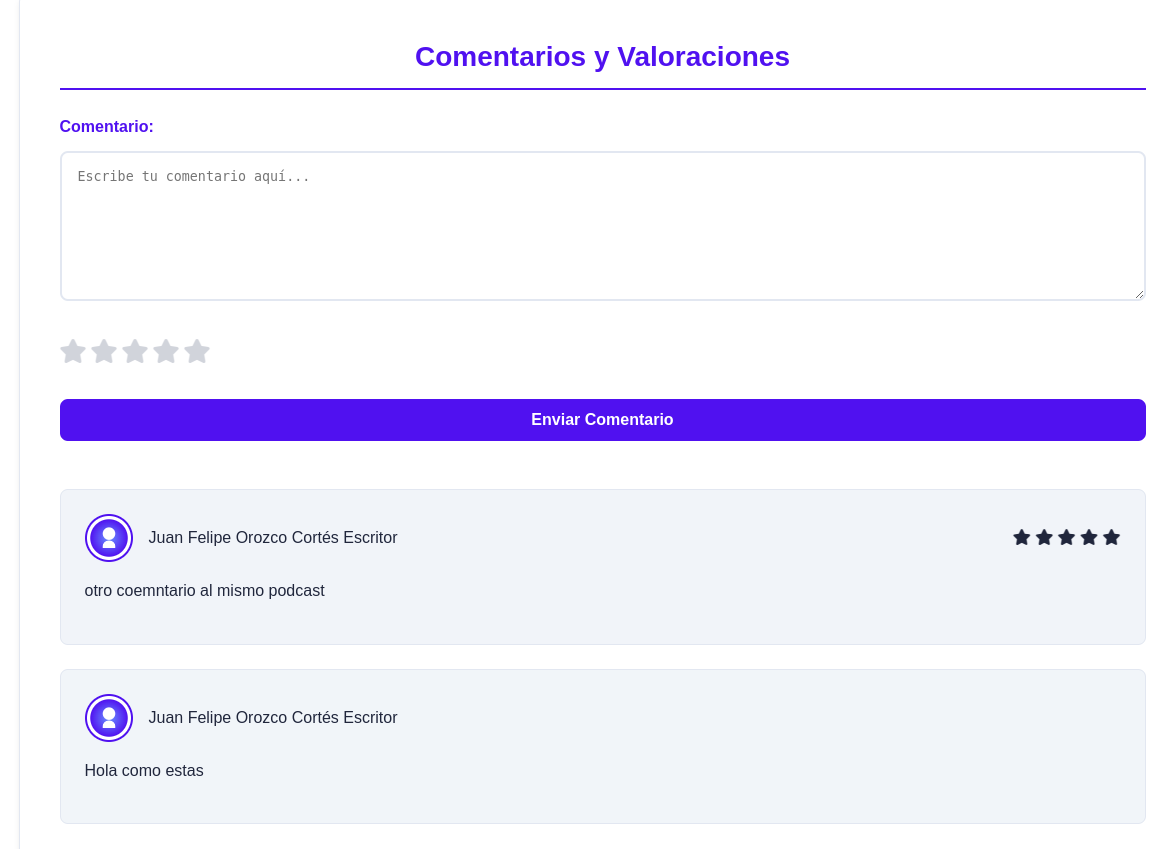 Comentarios y Valoraciones
Comentario:
Escribe tu comentario aquí...
Enviar Comentario
Juan Felipe Orozco Cortés Escritor
otro coemntario al mismo podcast
Juan Felipe Orozco Cortés Escritor
Hola como estas